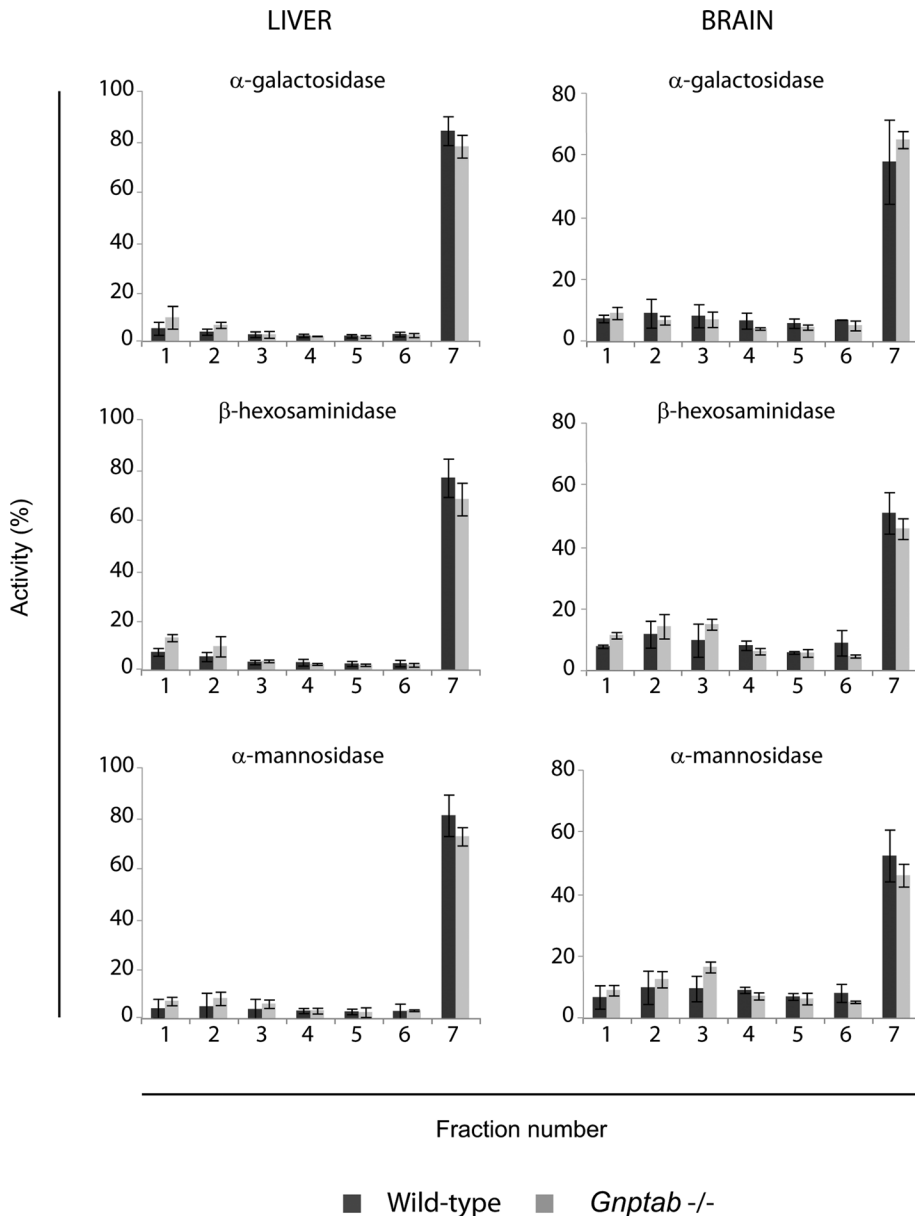 LIVER
BRAIN
α-galactosidase
100
80
60
40
20
0
1 2 3 4 5 6 7
α-galactosidase
80
60
40
20
0
1 2 3 4 5 6 7
β-hexosaminidase
100
80
60
40
20
0
1 2 3 4 5 6 7
β-hexosaminidase
80
60
40
20
0
1 2 3 4 5 6 7
α-mannosidase
100
80
60
40
20
0
1 2 3 4 5 6 7
α-mannosidase
80
60
40
20
0
1 2 3 4 5 6 7
Activity (%)
Fraction number
Wild-type
Gnptab -/-